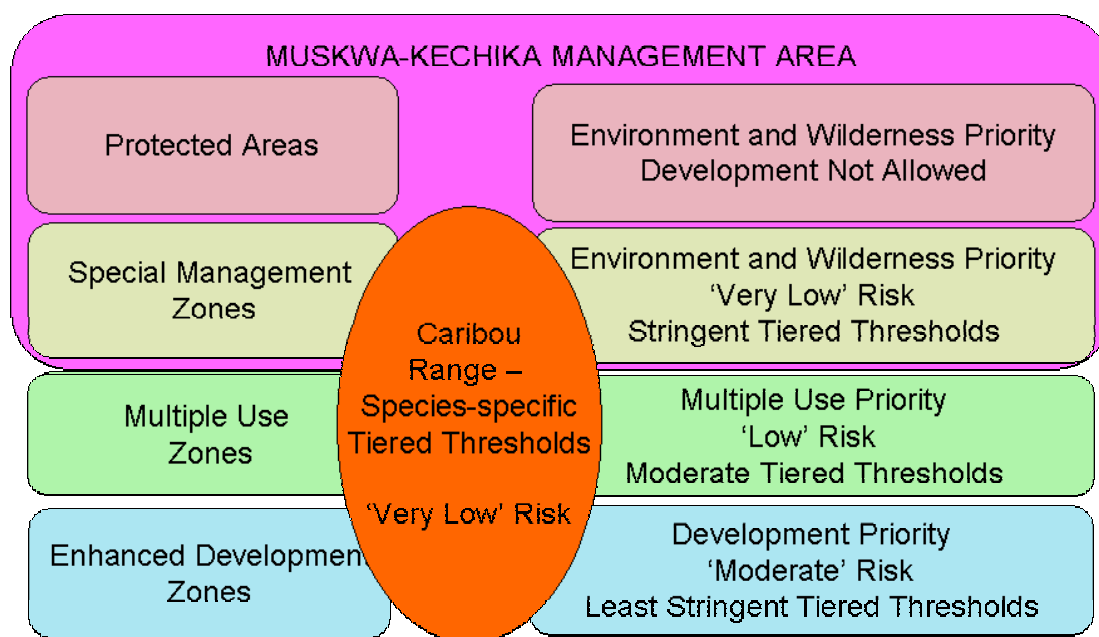 MUSKWA-KECHIKA MANAGEMENT AREA
Protected Areas
Environment and Wilderness Priority
Development Not Allowed
Special Management
Zones
Environment and Wilderness Priority
‘Very Low’ Risk
Stringent Tiered Thresholds
Caribou
Range –
Species-specific
Tiered Thresholds
‘Very Low’ Risk
Multiple Use
Zones
Multiple Use Priority
‘Low’ Risk
Moderate Tiered Thresholds
Enhanced Development
Zones
Development Priority
‘Moderate’ Risk
Least Stringent Tiered Thresholds